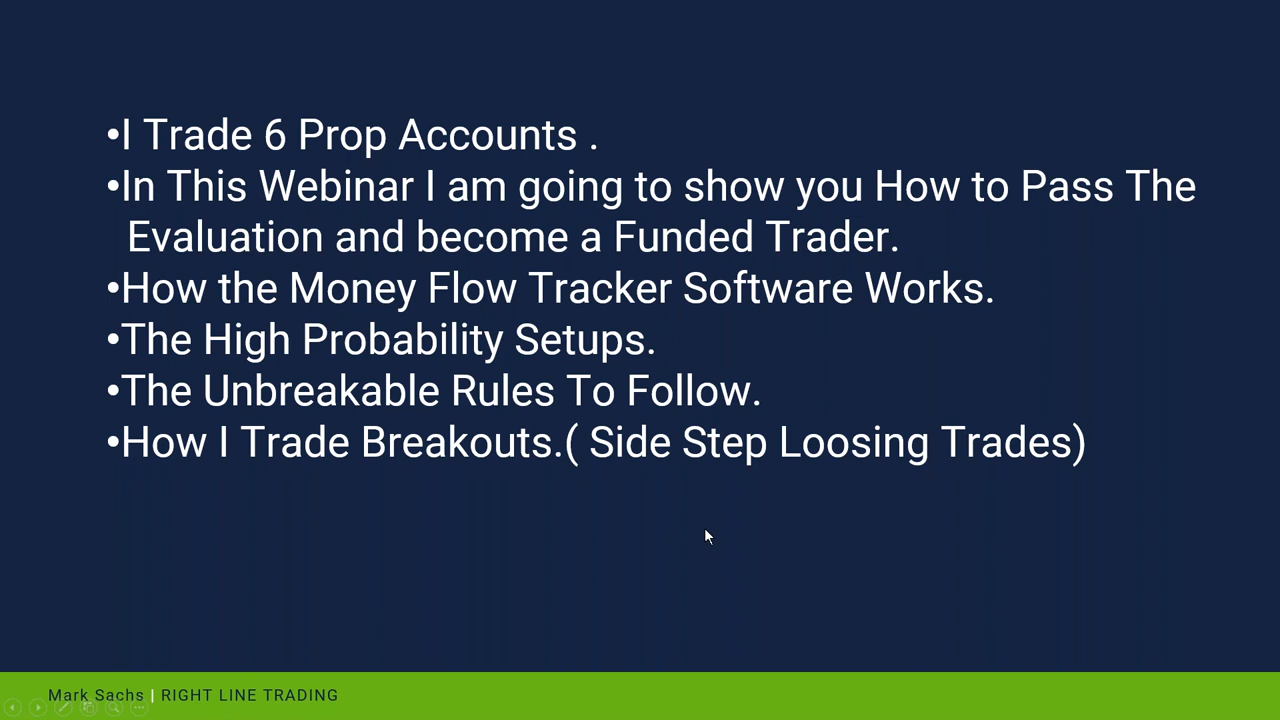 •I Trade 6 Prop Accounts .
•In This Webinar I am going to show you How to Pass The
Evaluation and become a Funded Trader.
•How the Money Flow Tracker Software Works.
•The High Probability Setups.
•The Unbreakable Rules To Follow.
•How I Trade Breakouts.( Side Step Loosing Trades)
Mark Sachs | RIGHT LINE TRADING